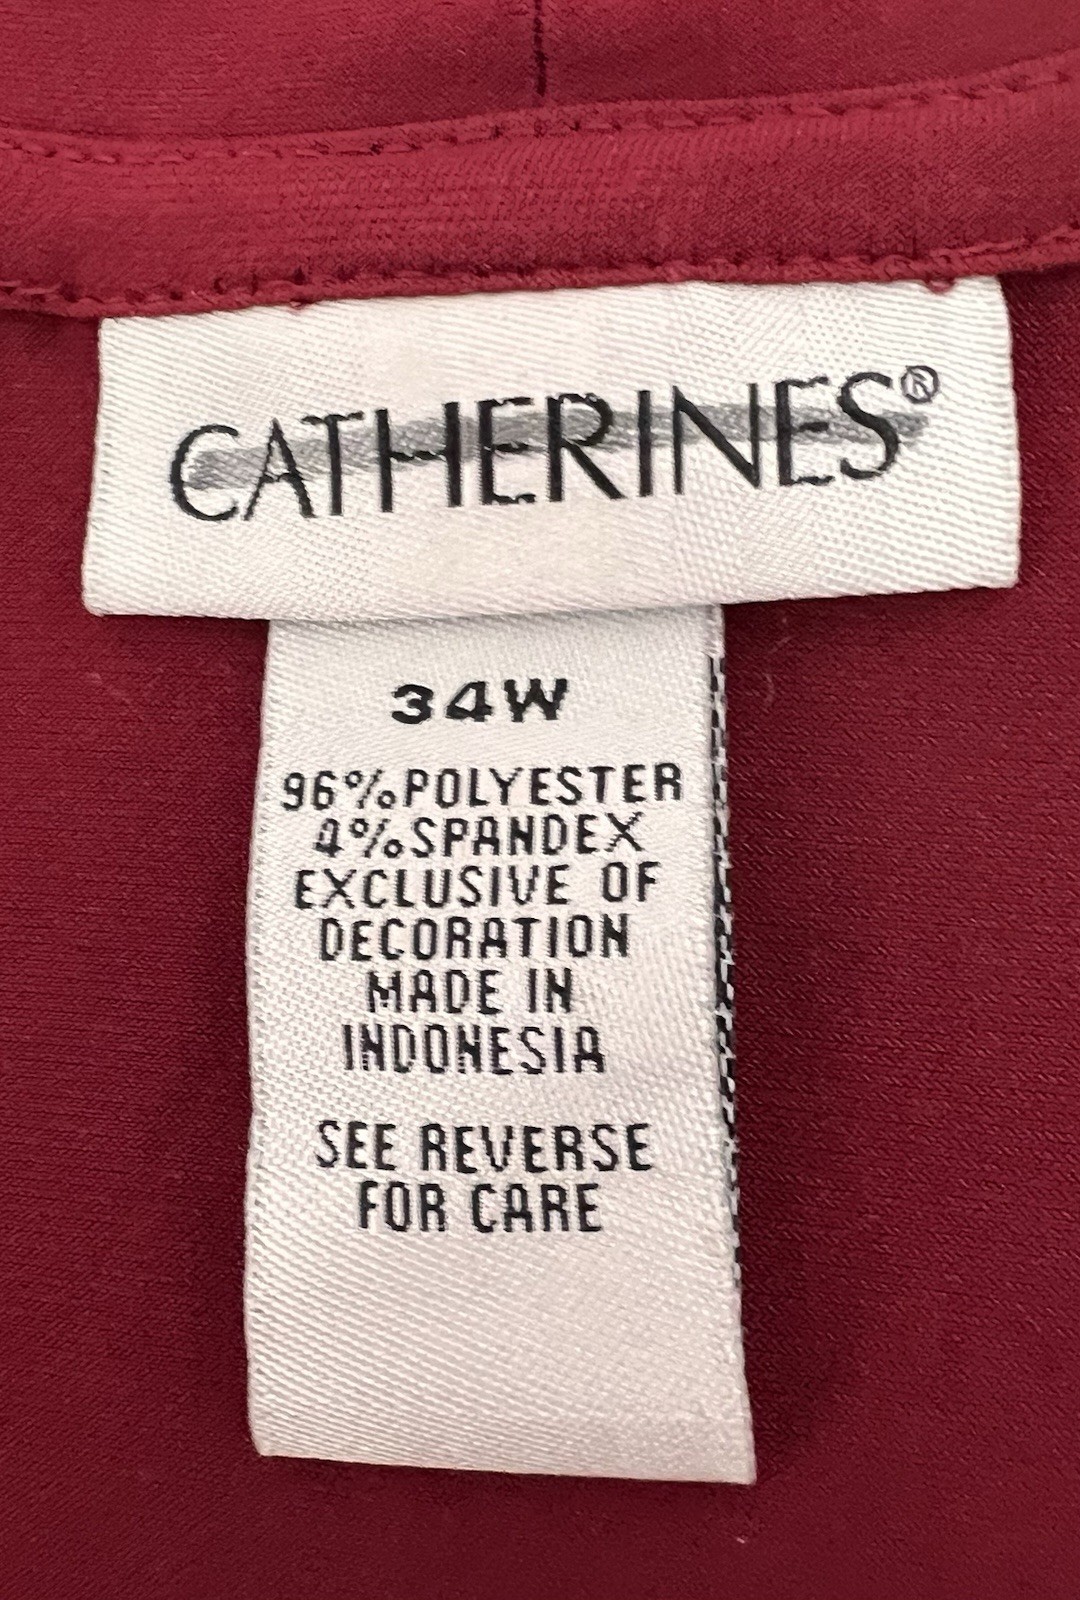 CATHERINES®
34W
96%POLYESTER
4%SPANDEX
EXCLUSIVE OF
DECORATION
MADE IN
INDONESIA
SEE REVERSE
FOR CARE